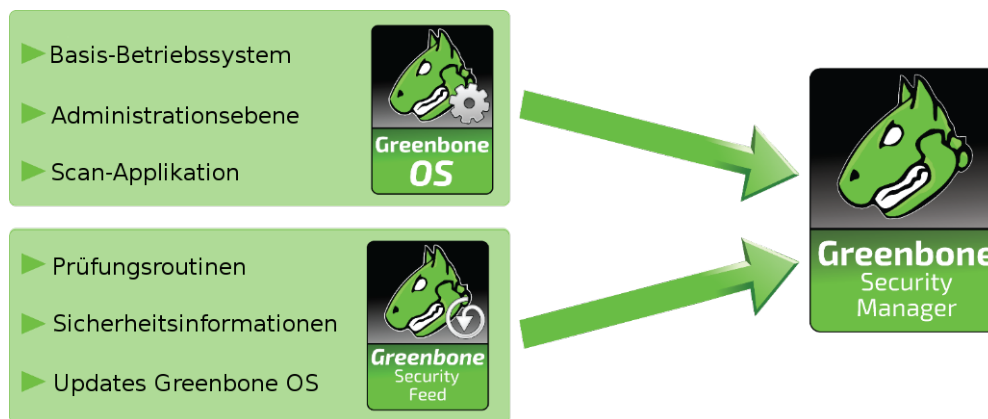 Basis-Betriebssystem
Administrationsebene
Scan-Applikation
Greenbone
OS
Prüfungsroutinen
Sicherheitsinformationen
Updates Greenbone OS
Greenbone
Security
Feed
Greenbone
Security
Manager